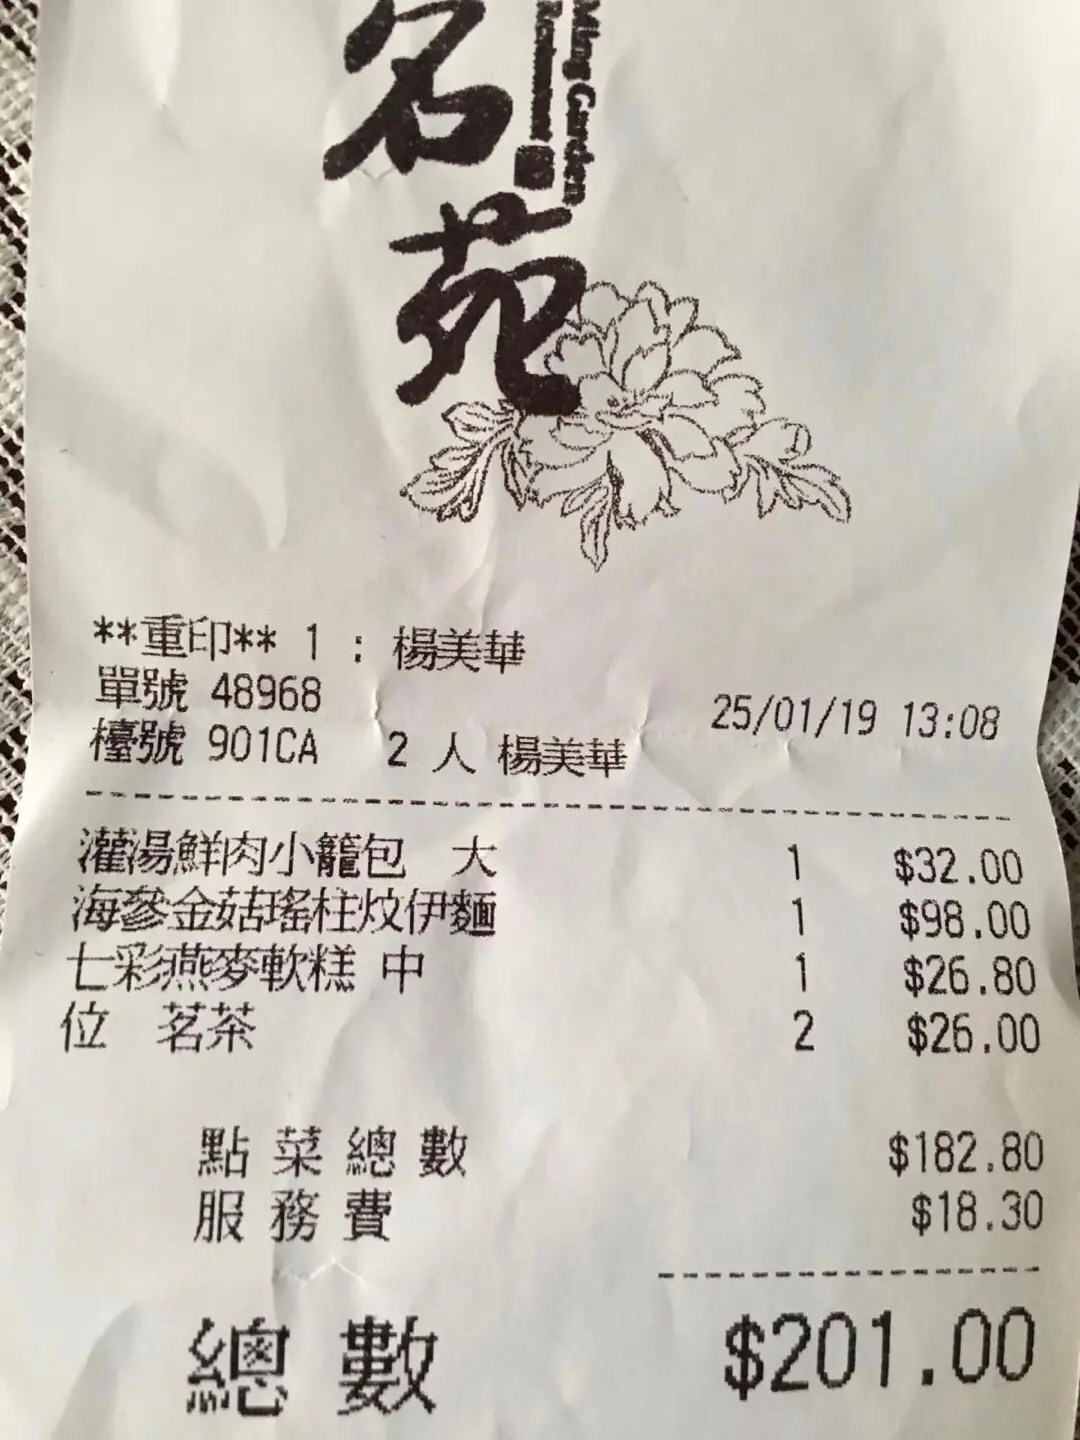 名苑
Ming Garden
Restaurant
**重印** 1 : 楊美華
單號 48968
25/01/19 13:08
檯號 901CA 2 人 楊美華
灌湯鮮肉小籠包 大 1 $32.00
海參金菇瑤柱炆伊麵 1 $98.00
七彩燕麥軟糕 中 1 $26.80
位 茗茶 2 $26.00
點菜總數 $182.80
服務費 $18.30
總數 $201.00